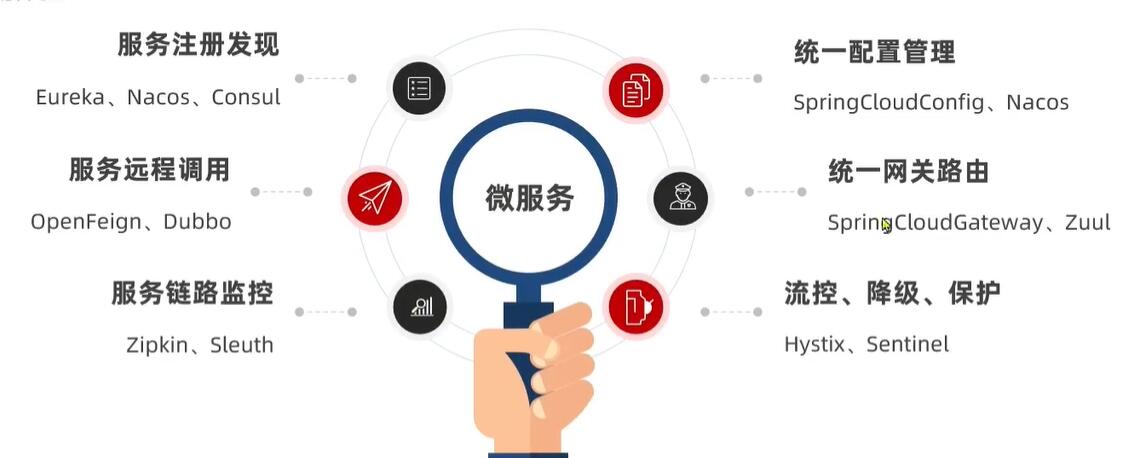 服务注册发现
Eureka、Nacos、Consul
服务远程调用
OpenFeign、Dubbo
服务链路监控
Zipkin、Sleuth
微服务
统一配置管理
SpringCloudConfig、Nacos
统一网关路由
SpringCloudGateway、Zuul
流控、降级、保护
Hystix、Sentinel